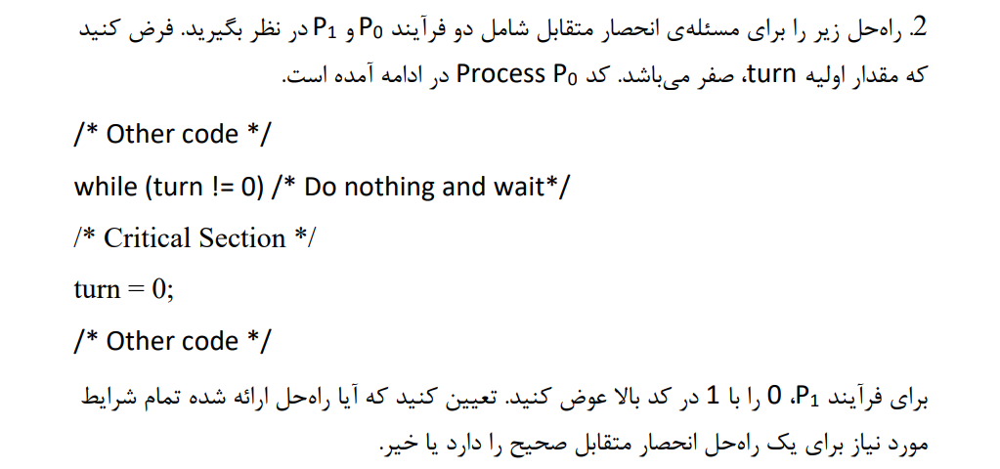 2. راه‌حل زیر را برای مسئله‌ی انحصار متقابل شامل دو فرآیند P0 و P1 در نظر بگیرید. فرض کنید
که مقدار اولیه turn، صفر می‌باشد. کد Process P0 در ادامه آمده است.
/* Other code */
while (turn != 0) /* Do nothing and wait*/
/* Critical Section */
turn = 0;
/* Other code */
برای فرآیند P1، 0 را با 1 در کد بالا عوض کنید. تعیین کنید که آیا راه‌حل ارائه شده تمام شرایط
مورد نیاز برای یک راه‌حل انحصار متقابل صحیح را دارد یا خیر.